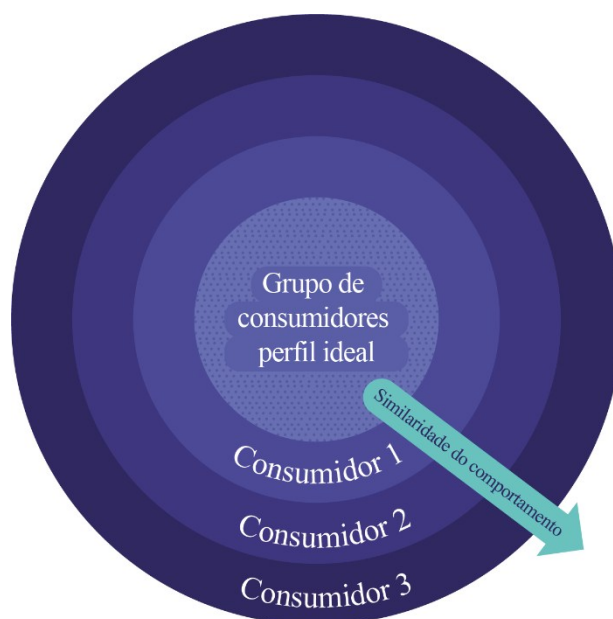 Grupo de
consumidores
perfil ideal
Similaridade do comportamento
Consumidor 1
Consumidor 2
Consumidor 3